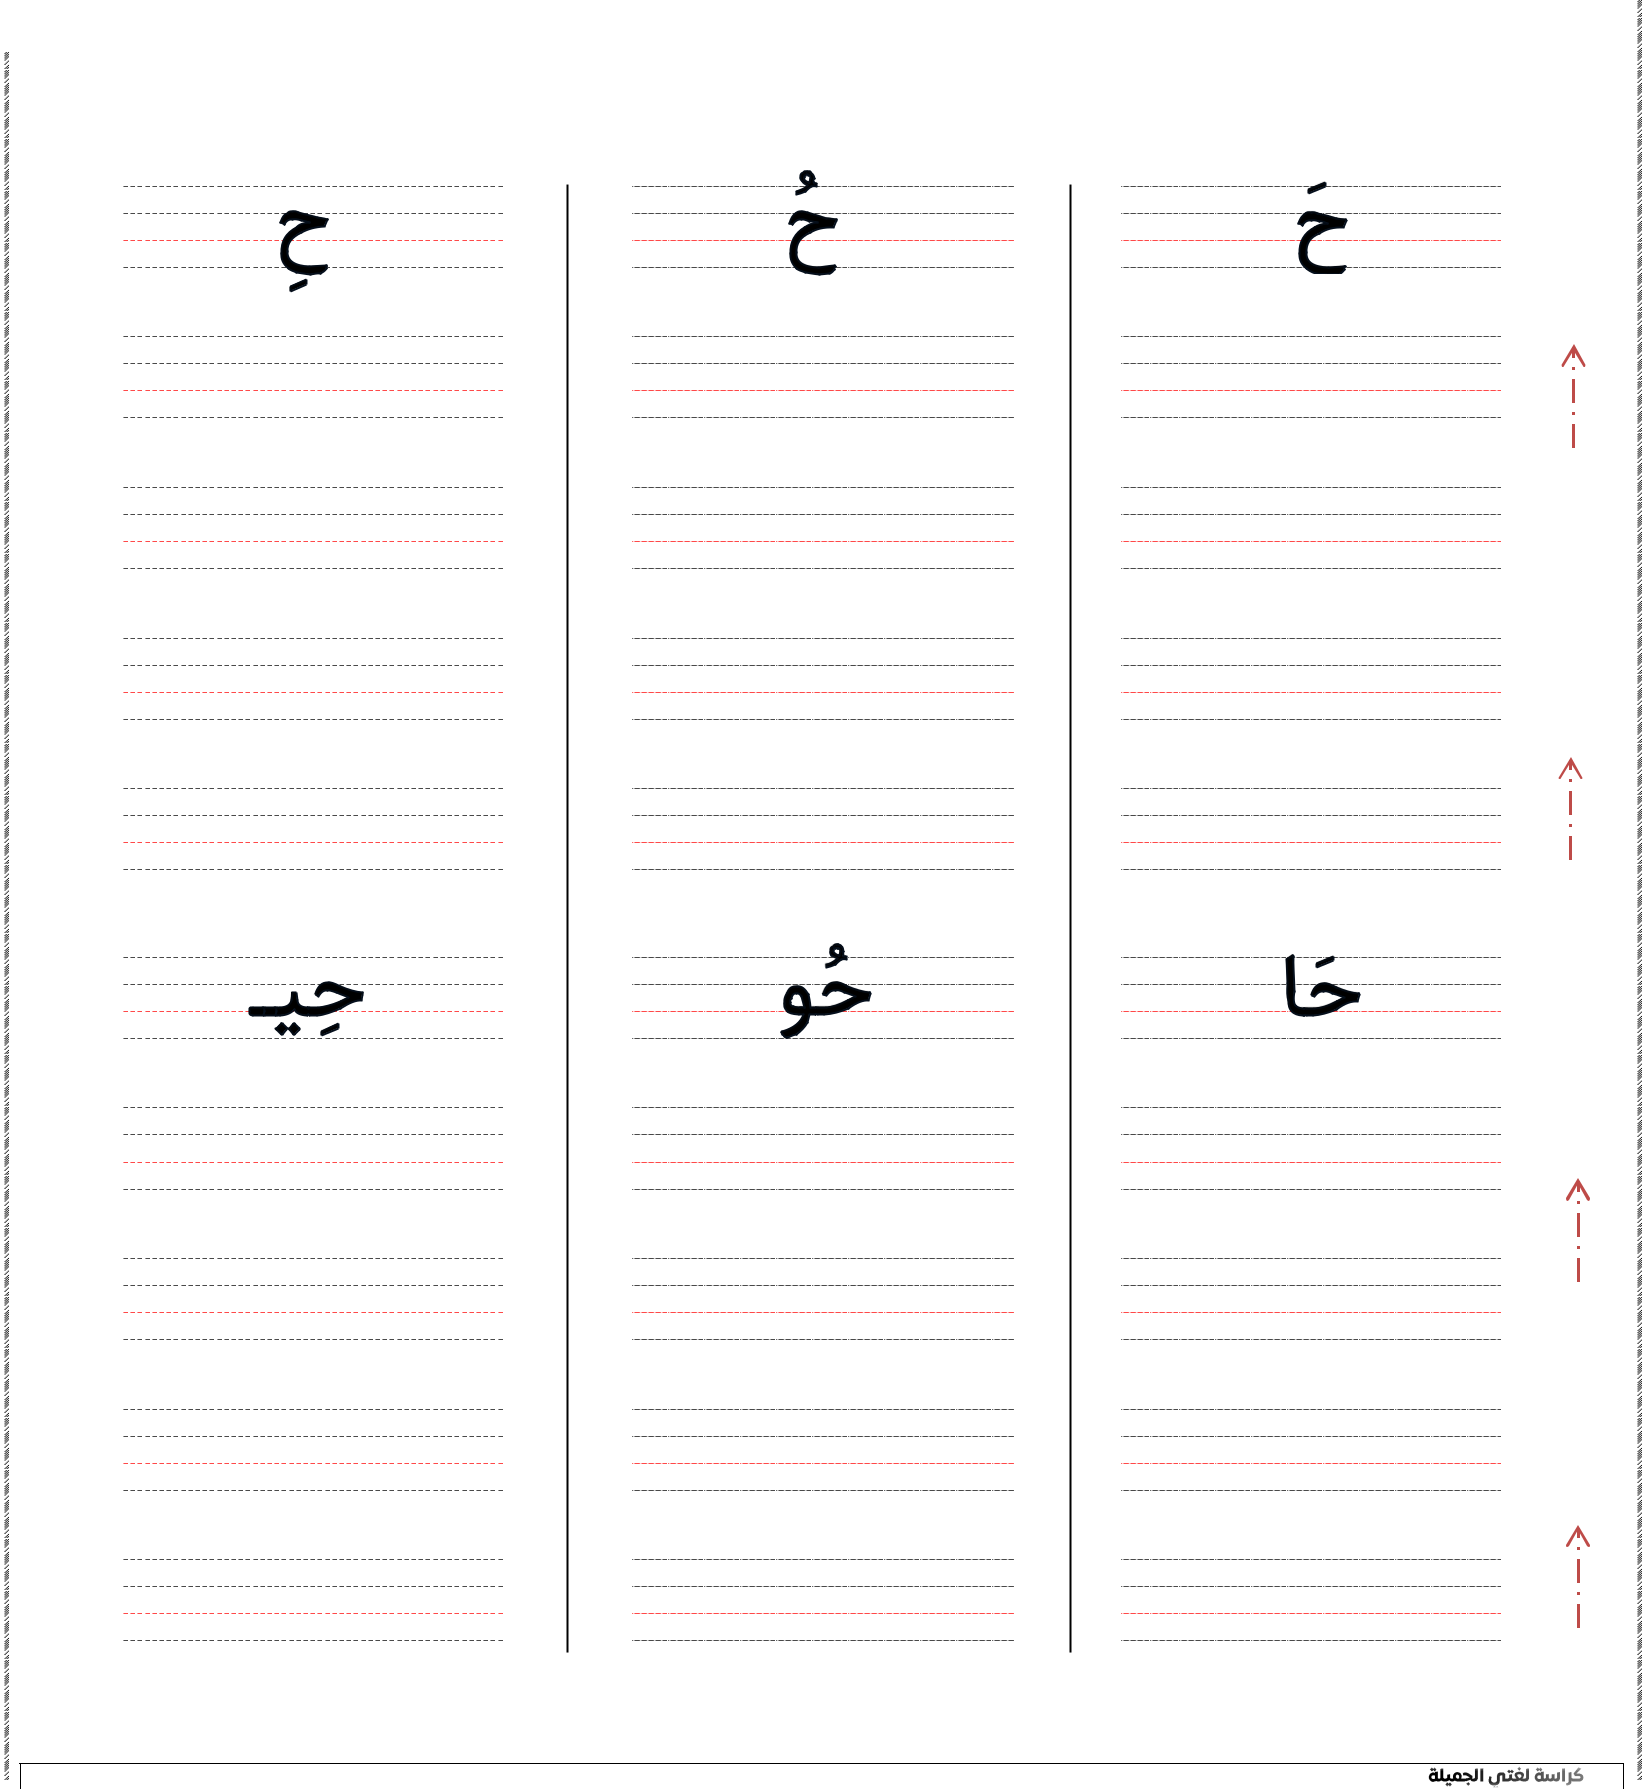 حَ حُ حِ
حَا حُو حِيـ
كراسة لغتي الجميلة